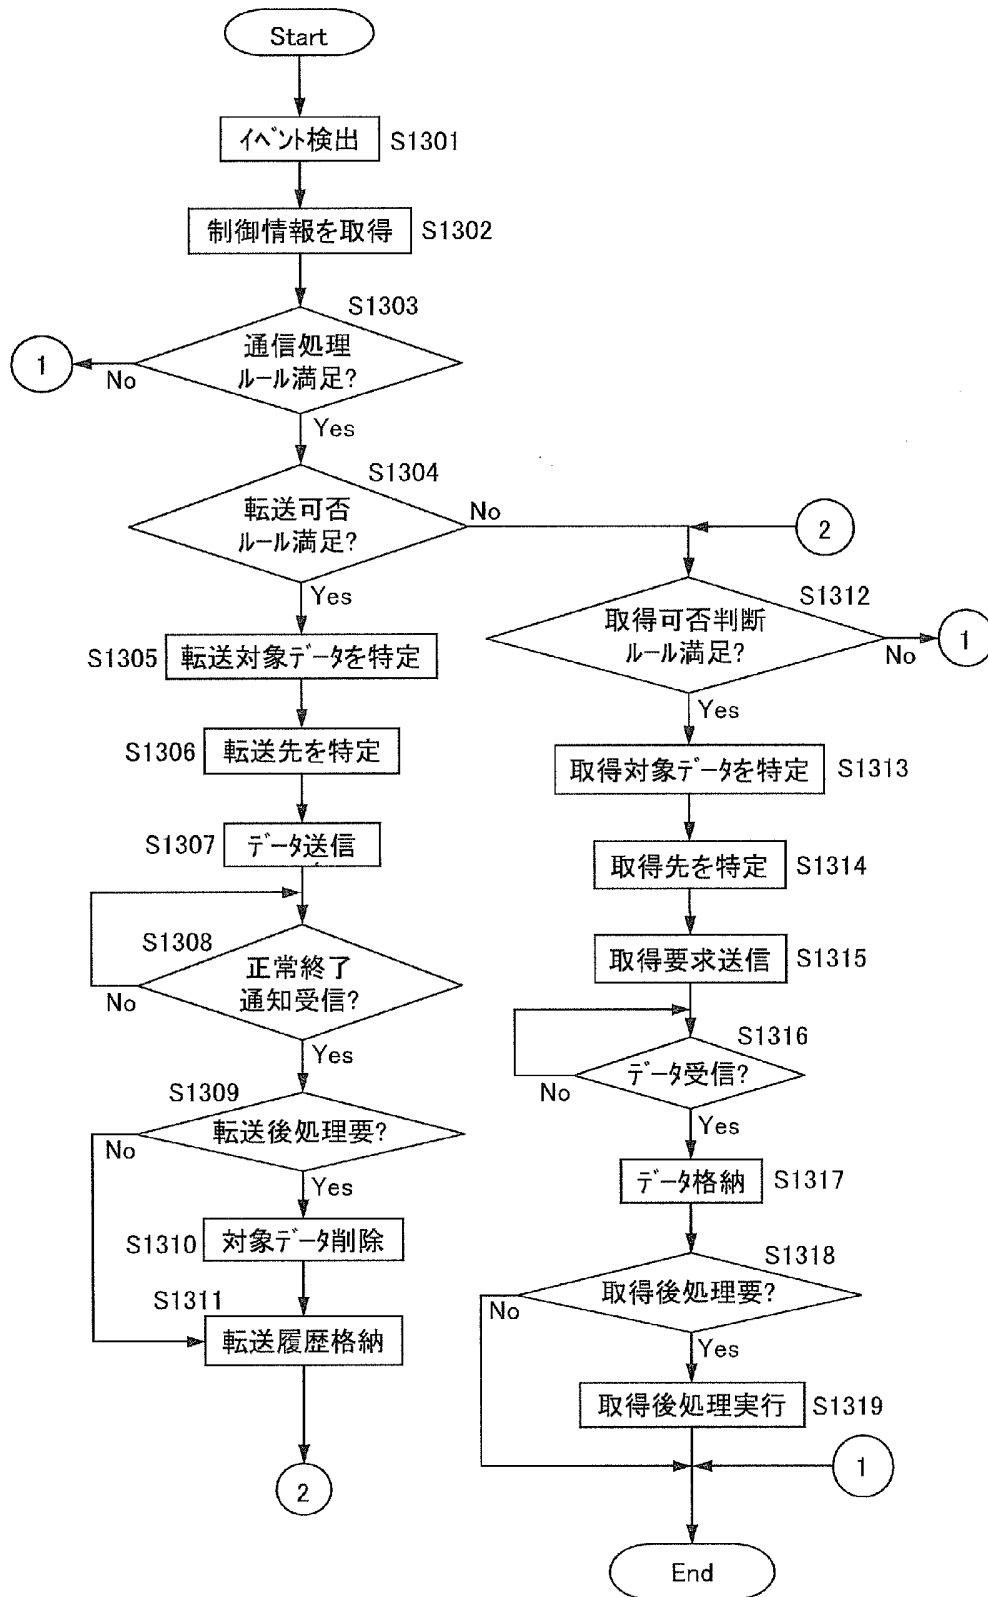 Start
イベント検出 S1301
制御情報を取得 S1302
S1303
通信処理
ルール満足?
1
No
Yes
S1304
転送可否
ルール満足?
No
2
Yes
S1305 転送対象データを特定
S1306 転送先を特定
S1307 データ送信
S1308
正常終了
通知受信?
No
Yes
S1309
転送後処理要?
No
Yes
S1310 対象データ削除
S1311
転送履歴格納
2
S1312
取得可否判断
ルール満足?
No
1
Yes
取得対象データを特定 S1313
取得先を特定 S1314
取得要求送信 S1315
S1316
データ受信?
No
Yes
データ格納 S1317
S1318
取得後処理要?
No
Yes
取得後処理実行 S1319
1
End